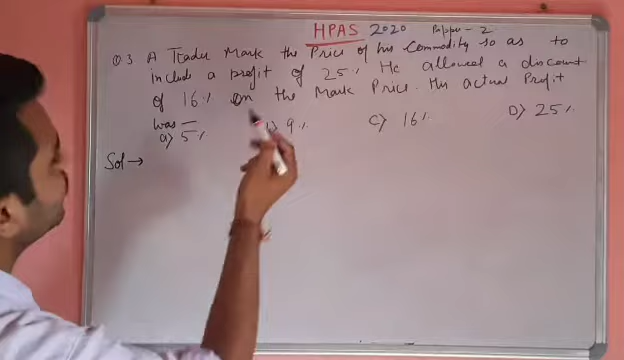 HPAS 2020 Paper - 2
Q3 A Trader Mark the Price of his Commodity so as to
include a profit of 25% He allowed a discount
of 16% on the Mark Price. His actual Profit
was —
a) 5% 9% C) 16% D) 25%
Sol →